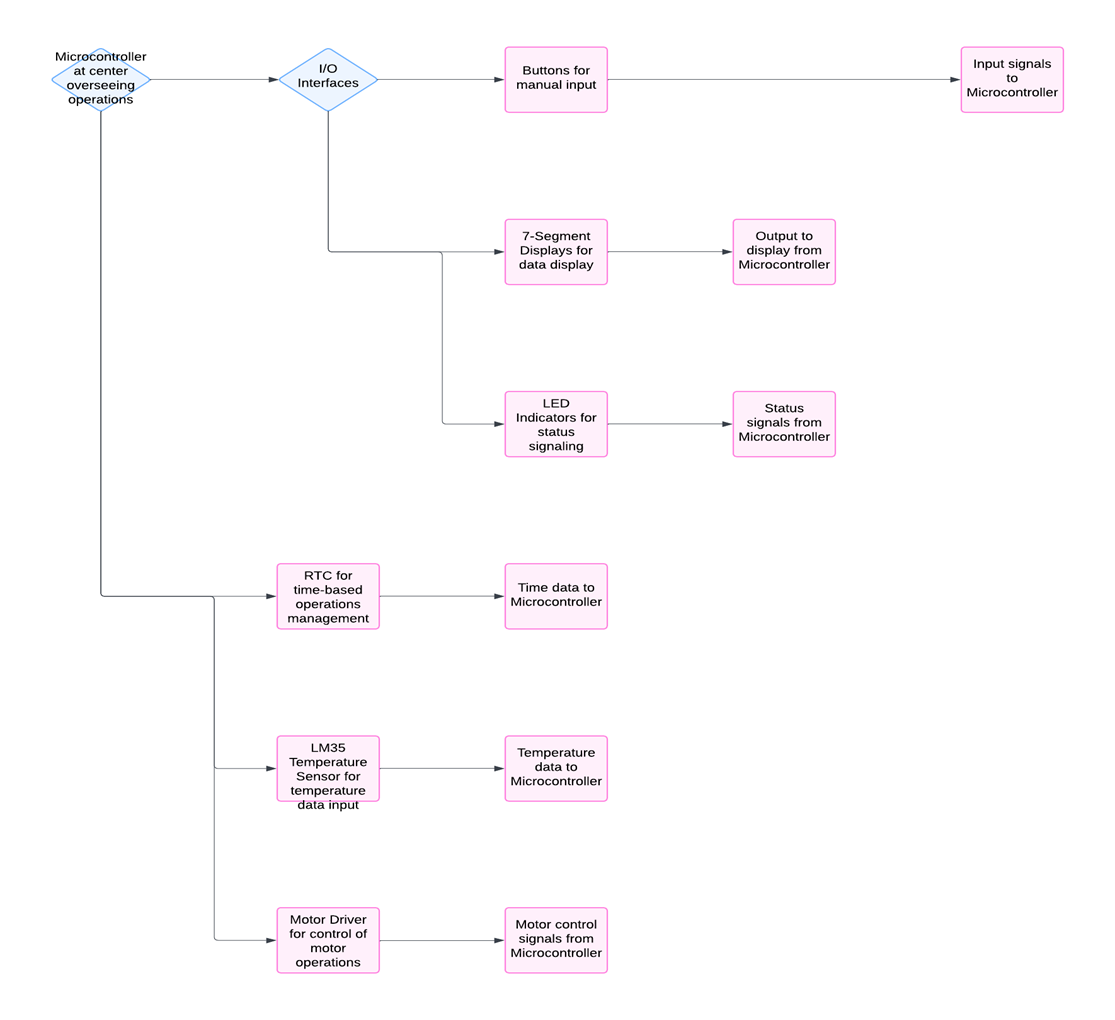 Microcontroller
at center
overseeing
operations
I/O
Interfaces
Buttons for
manual input
Input signals
to
Microcontroller
7-Segment
Displays for
data display
Output to
display from
Microcontroller
LED
Indicators for
status
signaling
Status
signals from
Microcontroller
RTC for
time-based
operations
management
Time data to
Microcontroller
LM35
Temperature
Sensor for
temperature
data input
Temperature
data to
Microcontroller
Motor Driver
for control of
motor
operations
Motor control
signals from
Microcontroller